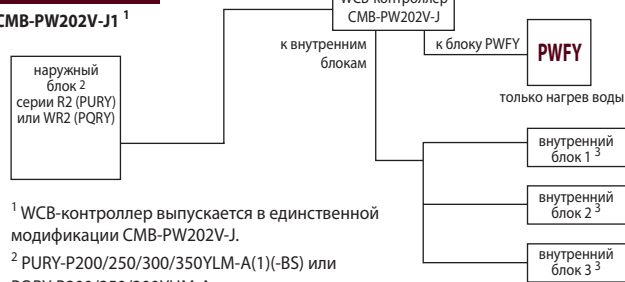 CMB-PW202V-J1 1
WCB-контроллер
CMB-PW202V-J
к внутренним
блокам
к блоку PWFY
PWFY
только нагрев воды
наружный
блок 2
серии R2 (PURY)
или WR2 (PQRY)
внутренний
блок 1 3
внутренний
блок 2 3
внутренний
блок 3 3
1 WCB-контроллер выпускается в единственной
модификации CMB-PW202V-J.
2 PURY-P200/250/300/350YLM-A(1)(-BS) или